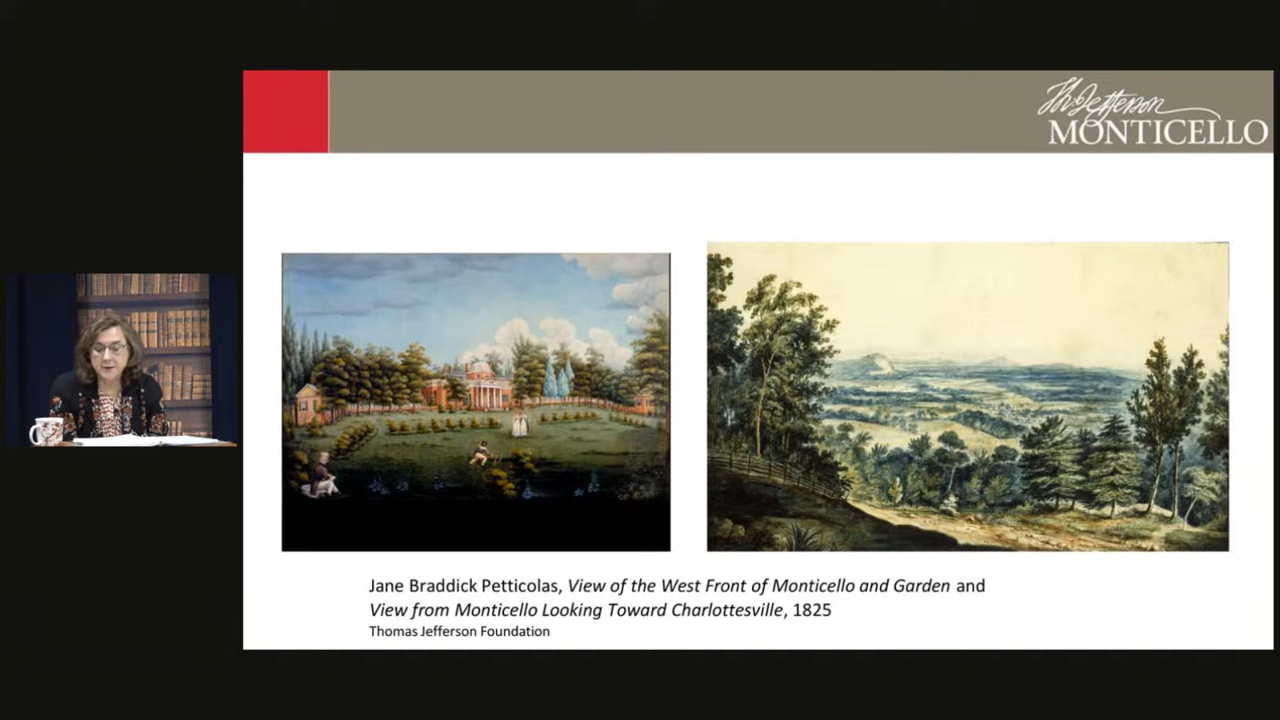 Th Jefferson
MONTICELLO
Jane Braddick Petticolas, View of the West Front of Monticello and Garden and
View from Monticello Looking Toward Charlottesville, 1825
Thomas Jefferson Foundation